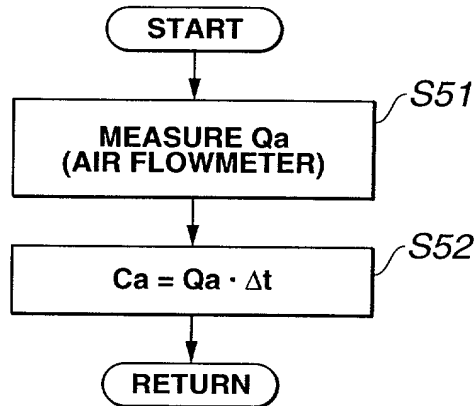 START
S51
MEASURE Qa
(AIR FLOWMETER)
S52
Ca = Qa · Δt
RETURN